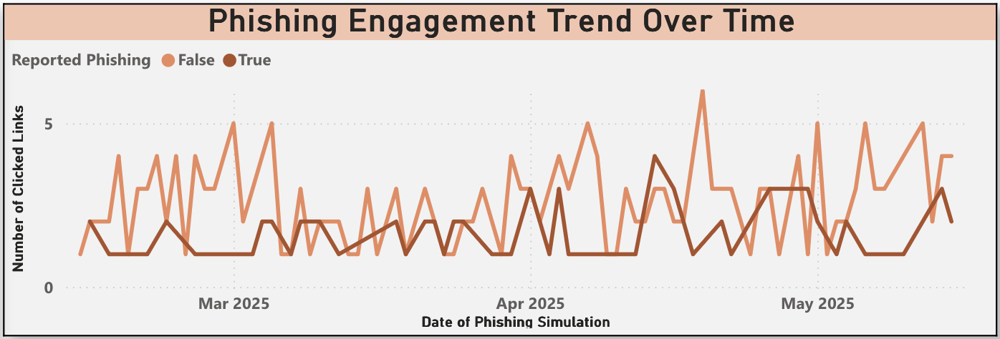 Phishing Engagement Trend Over Time
Reported Phishing False True
Number of Clicked Links
5
0
Mar 2025 Apr 2025 May 2025
Date of Phishing Simulation